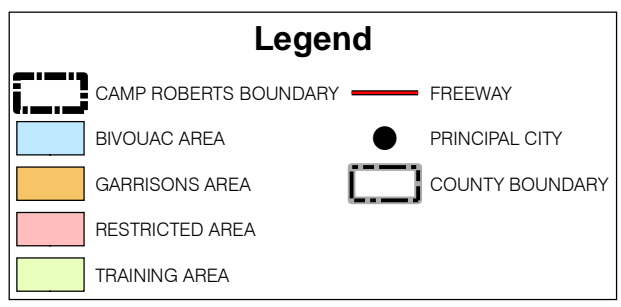 Legend
CAMP ROBERTS BOUNDARY
BIVOUAC AREA
GARRISONS AREA
RESTRICTED AREA
TRAINING AREA
FREEWAY
PRINCIPAL CITY
COUNTY BOUNDARY